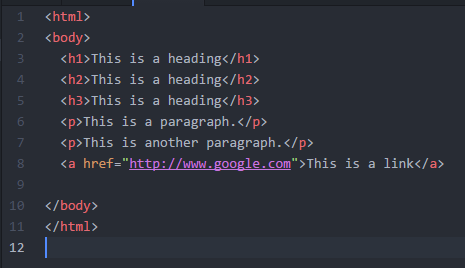 1 <html>
2 <body>
3   <h1>This is a heading</h1>
4   <h2>This is a heading</h2>
5   <h3>This is a heading</h3>
6   <p>This is a paragraph.</p>
7   <p>This is another paragraph.</p>
8   <a href="http://www.google.com">This is a link</a>
9
10 </body>
11 </html>
12